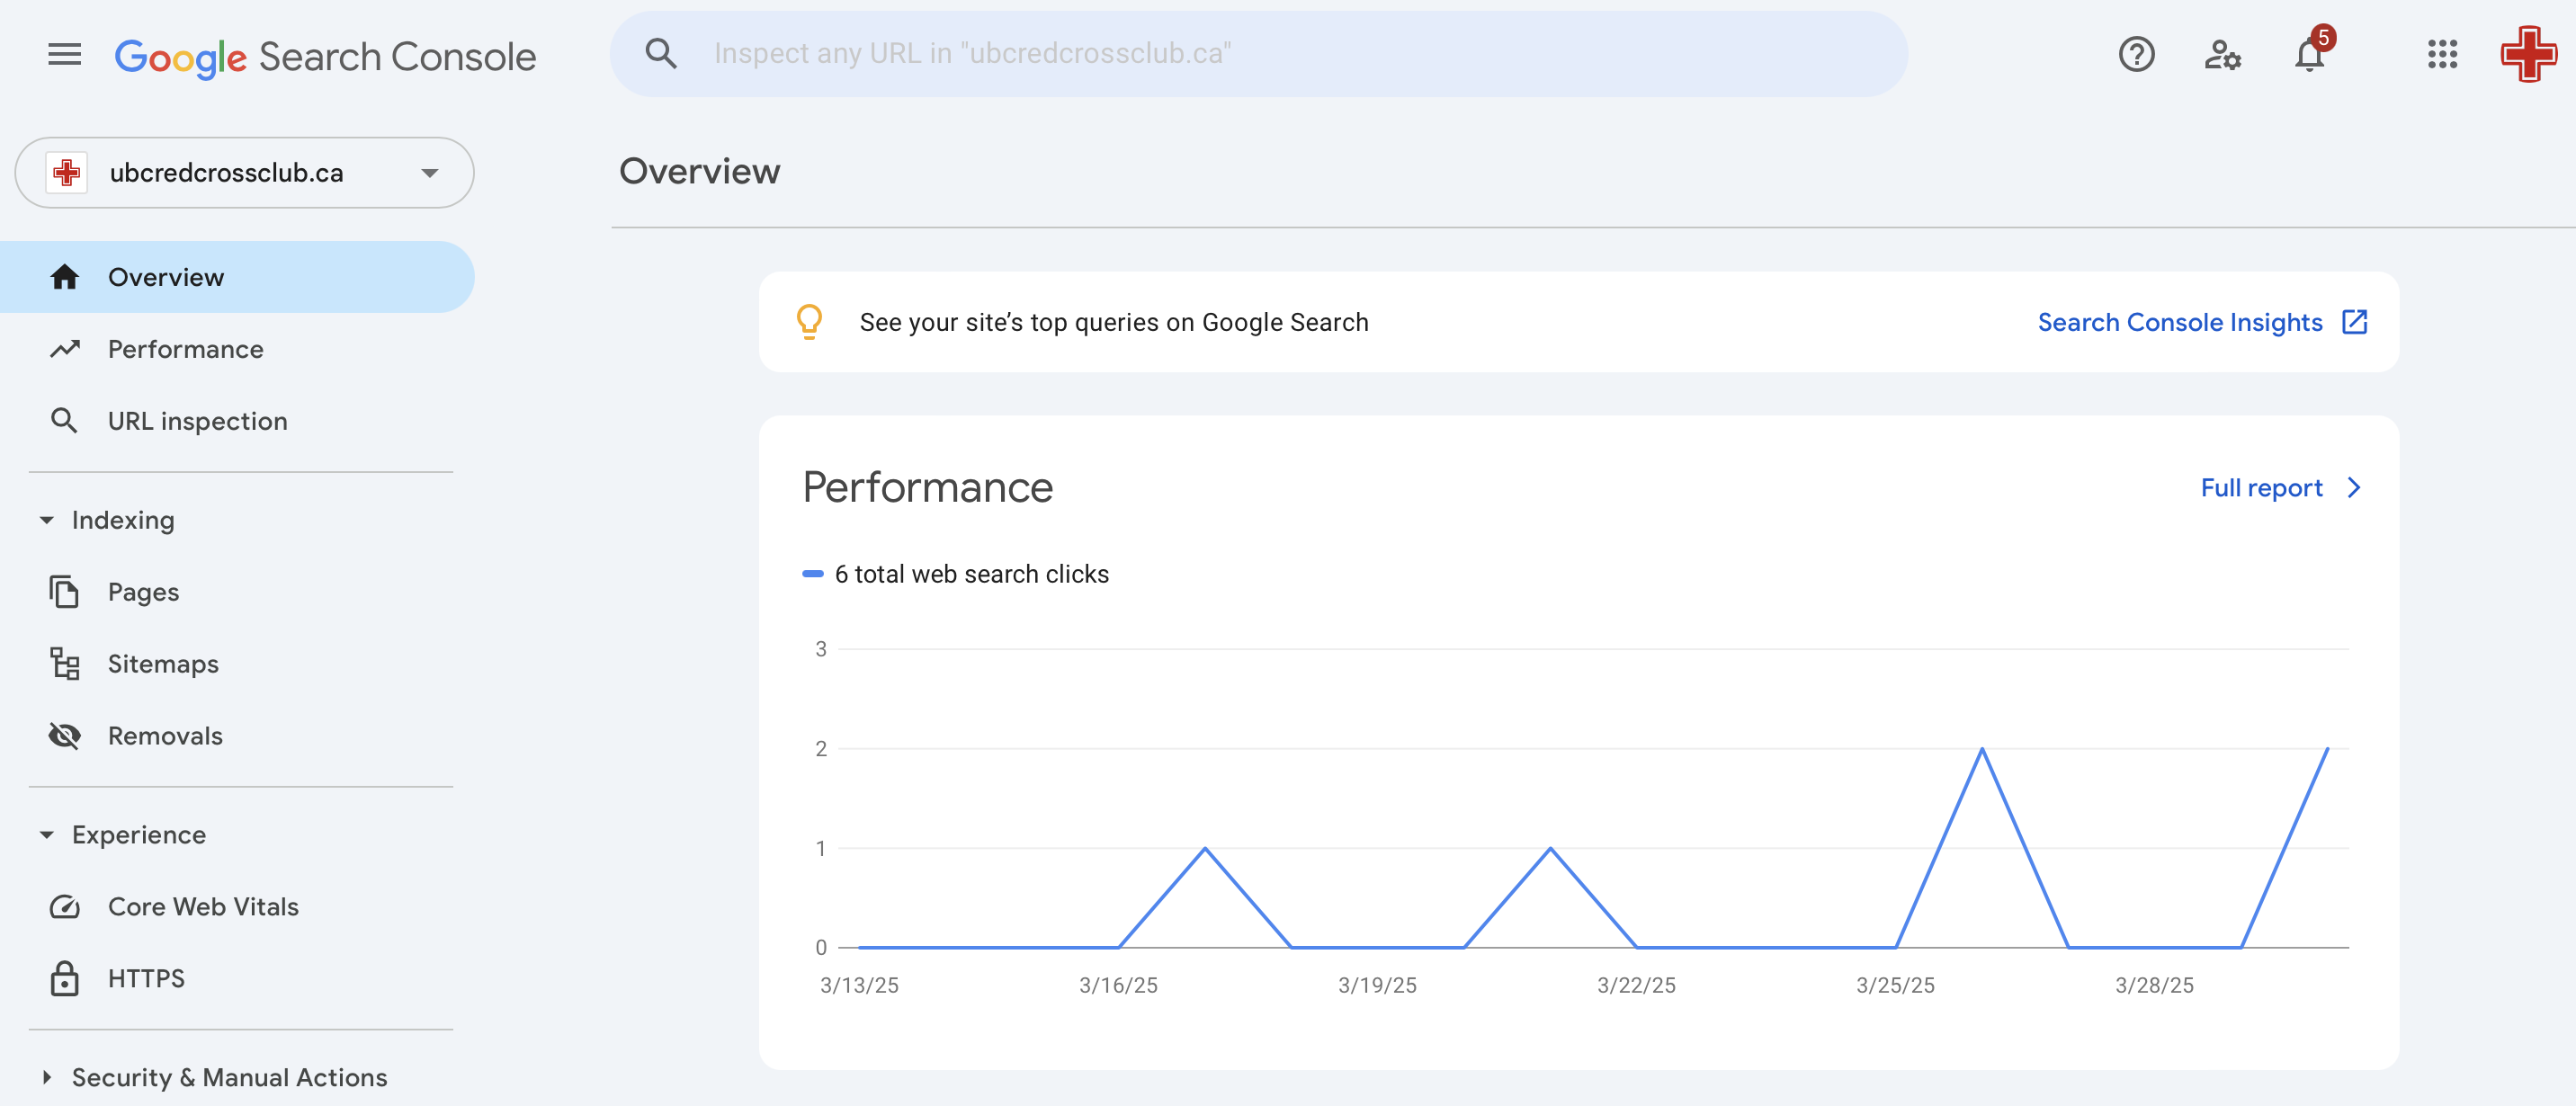 Google Search Console
Inspect any URL in "ubcredcrossclub.ca"
5
ubcredcrossclub.ca
Overview
Performance
URL inspection
Indexing
Pages
Sitemaps
Removals
Experience
Core Web Vitals
HTTPS
Security & Manual Actions
Overview
See your site’s top queries on Google Search
Search Console Insights
Performance
Full report
6 total web search clicks
3
2
1
0
3/13/25 3/16/25 3/19/25 3/22/25 3/25/25 3/28/25